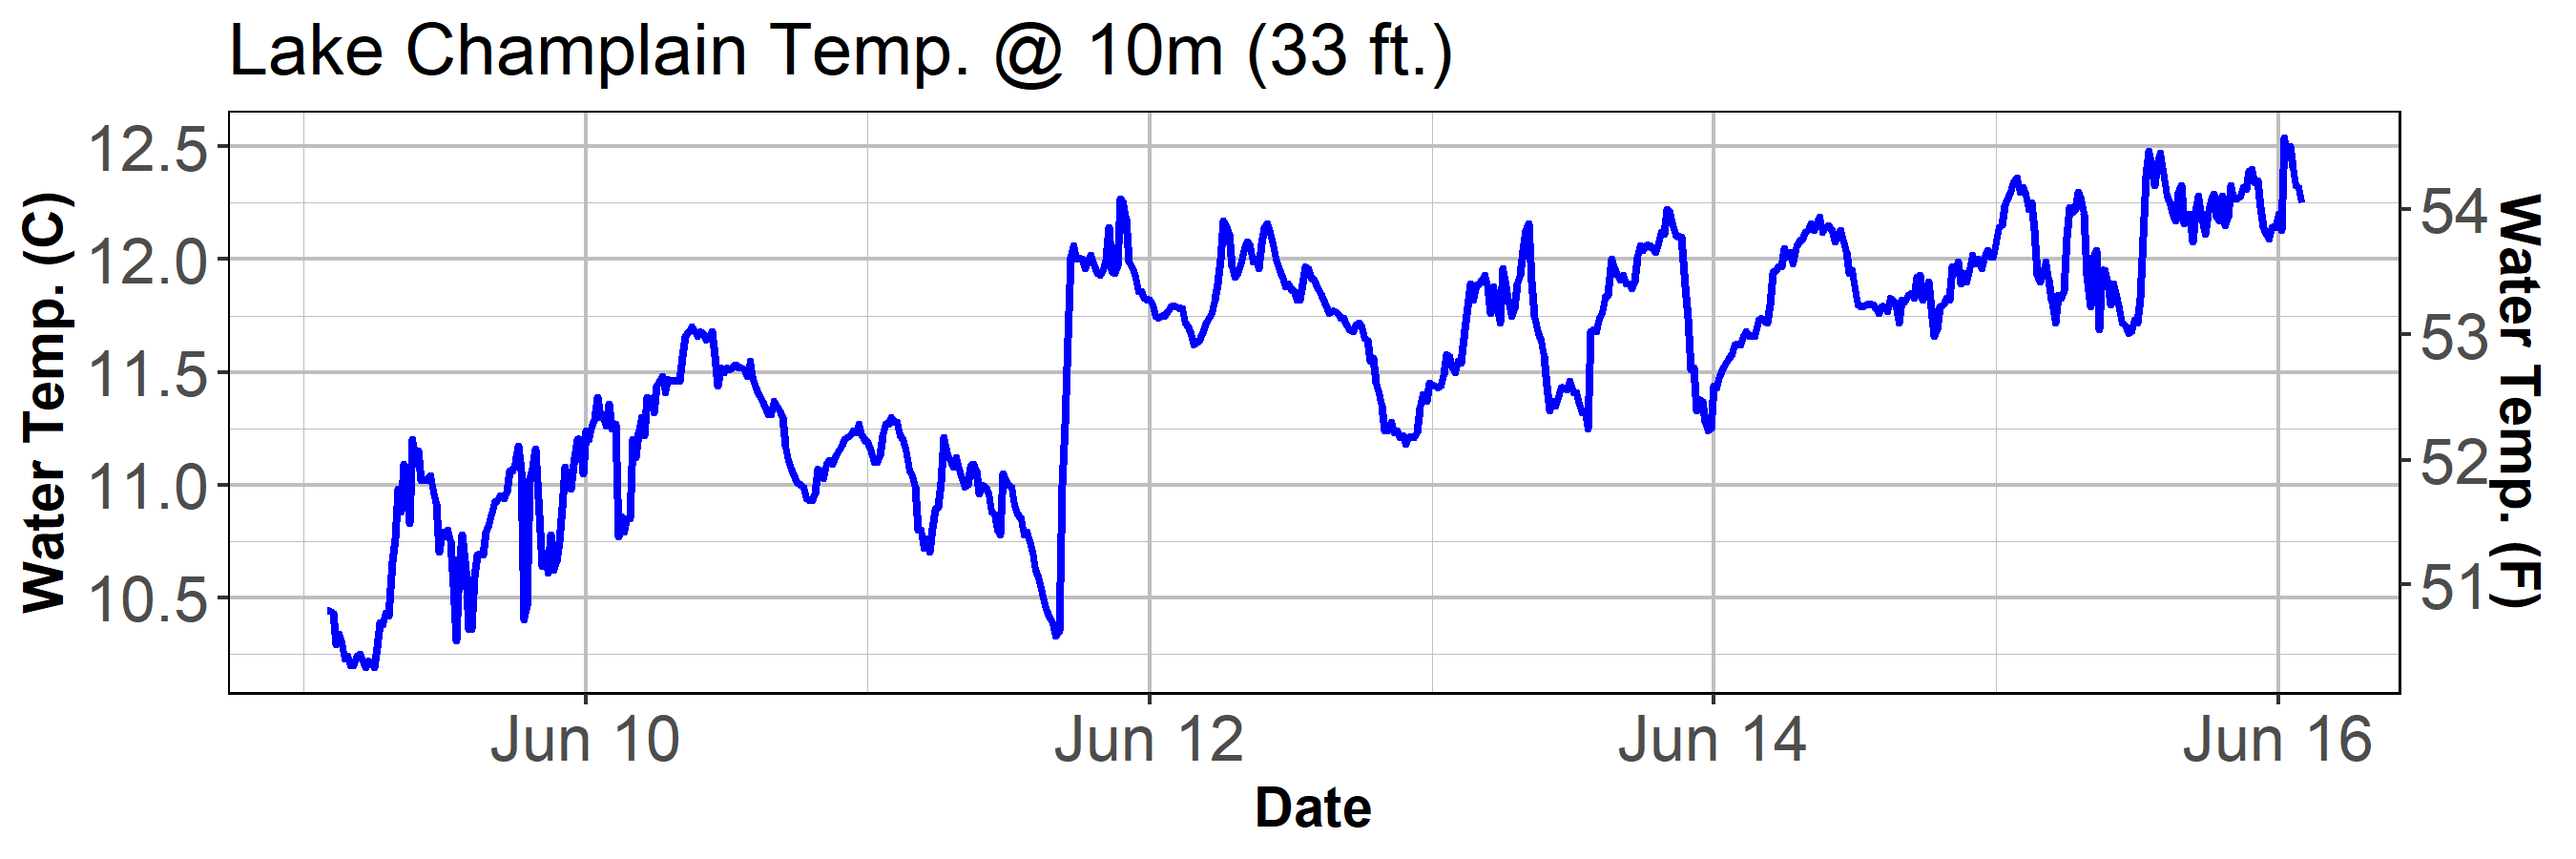 Lake Champlain Temp. @ 10m (33 ft.)
Water Temp. (C)
12.5
12.0
11.5
11.0
10.5
54
53
52
51
Water Temp. (F)
Jun 10 Jun 12 Jun 14 Jun 16
Date